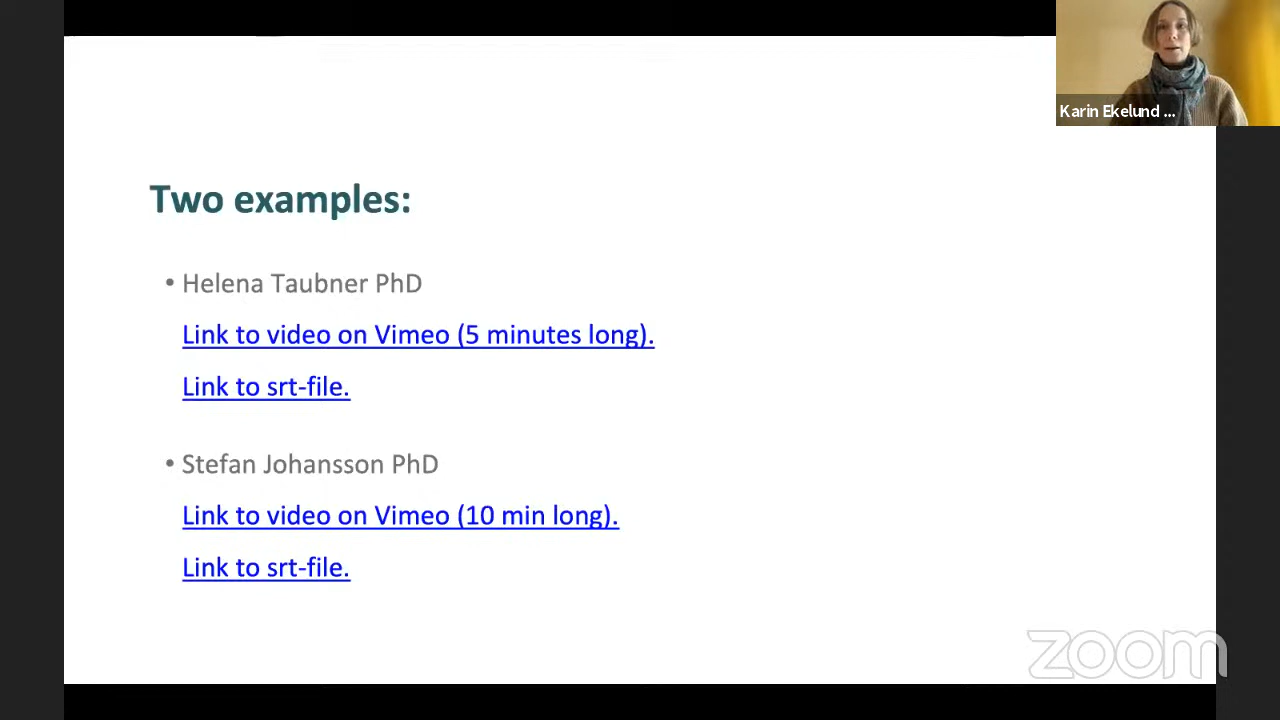 Karin Ekelund ...
Two examples:
• Helena Taubner PhD
Link to video on Vimeo (5 minutes long).
Link to srt-file.
• Stefan Johansson PhD
Link to video on Vimeo (10 min long).
Link to srt-file.
zoom